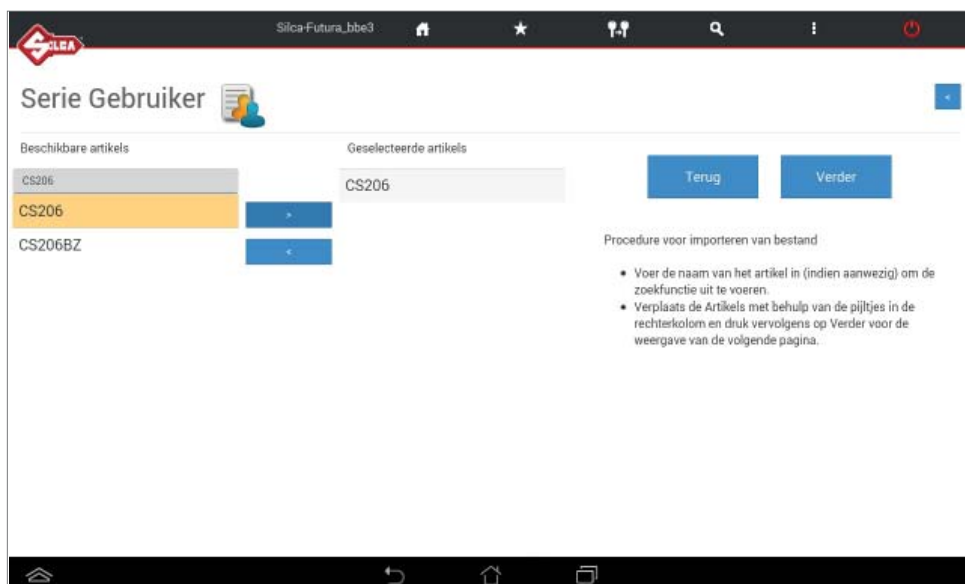 SILCA
Silca-Futura_bbe3
Serie Gebruiker
<
Beschikbare artikels
Geselecteerde artikels
CS206
CS206
CS206BZ
>
<
CS206
Terug
Verder
Procedure voor importeren van bestand
• Voer de naam van het artikel in (indien aanwezig) om de
zoekfunctie uit te voeren.
• Verplaats de Artikels met behulp van de pijltjes in de
rechterkolom en druk vervolgens op Verder voor de
weergave van de volgende pagina.